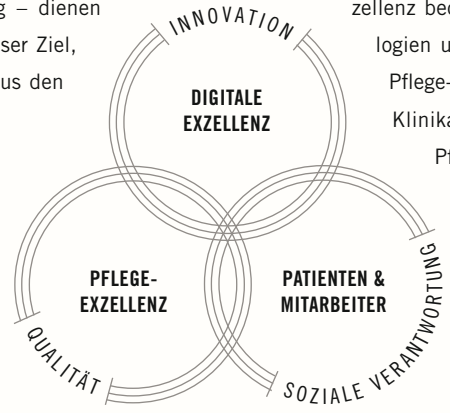 g – dienen
ser Ziel,
us den
zellenz bed
logien u
Pflege-
Klinika
Pf
INNOVATION
DIGITALE
EXZELLENZ
PFLEGE-
EXZELLENZ
PATIENTEN &
MITARBEITER
QUALITÄT
SOZIALE VERANTWORTUNG